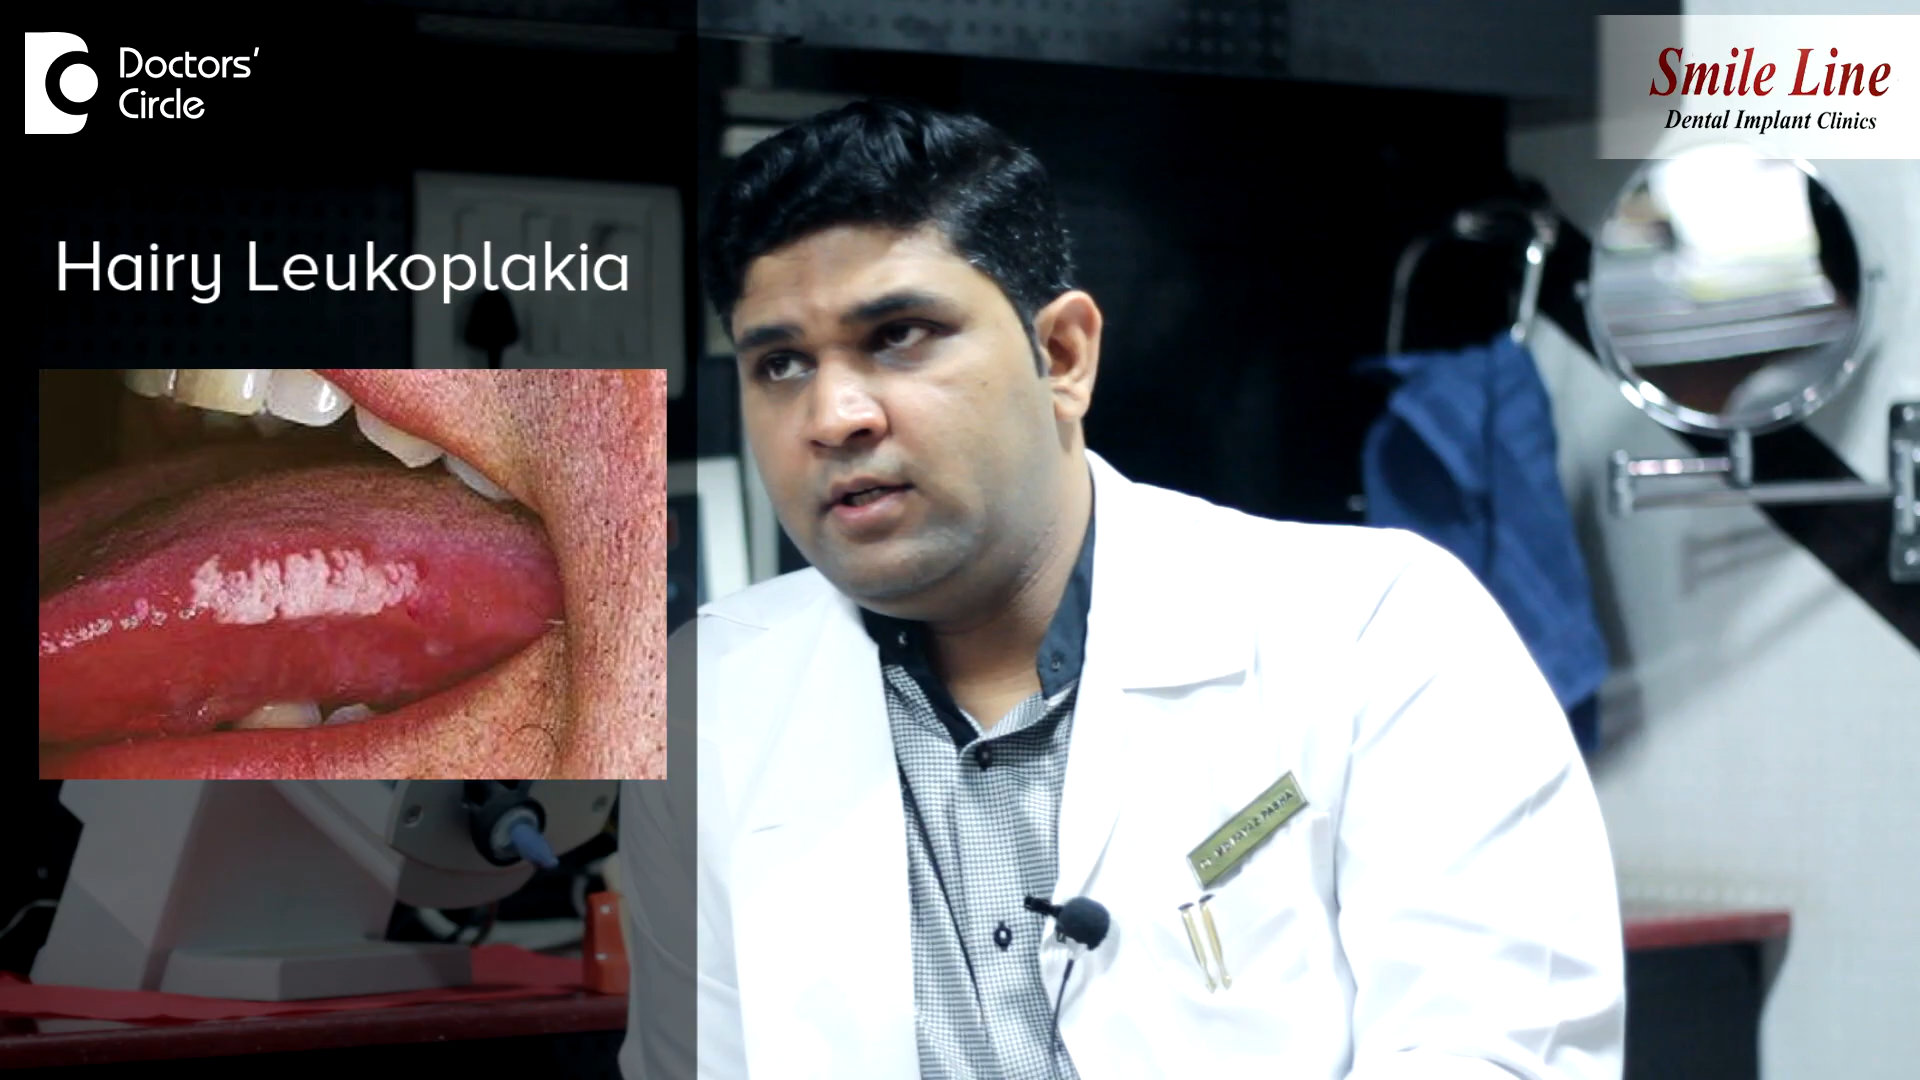 Doctors'
Circle
Smile Line
Dental Implant Clinics
Hairy Leukoplakia